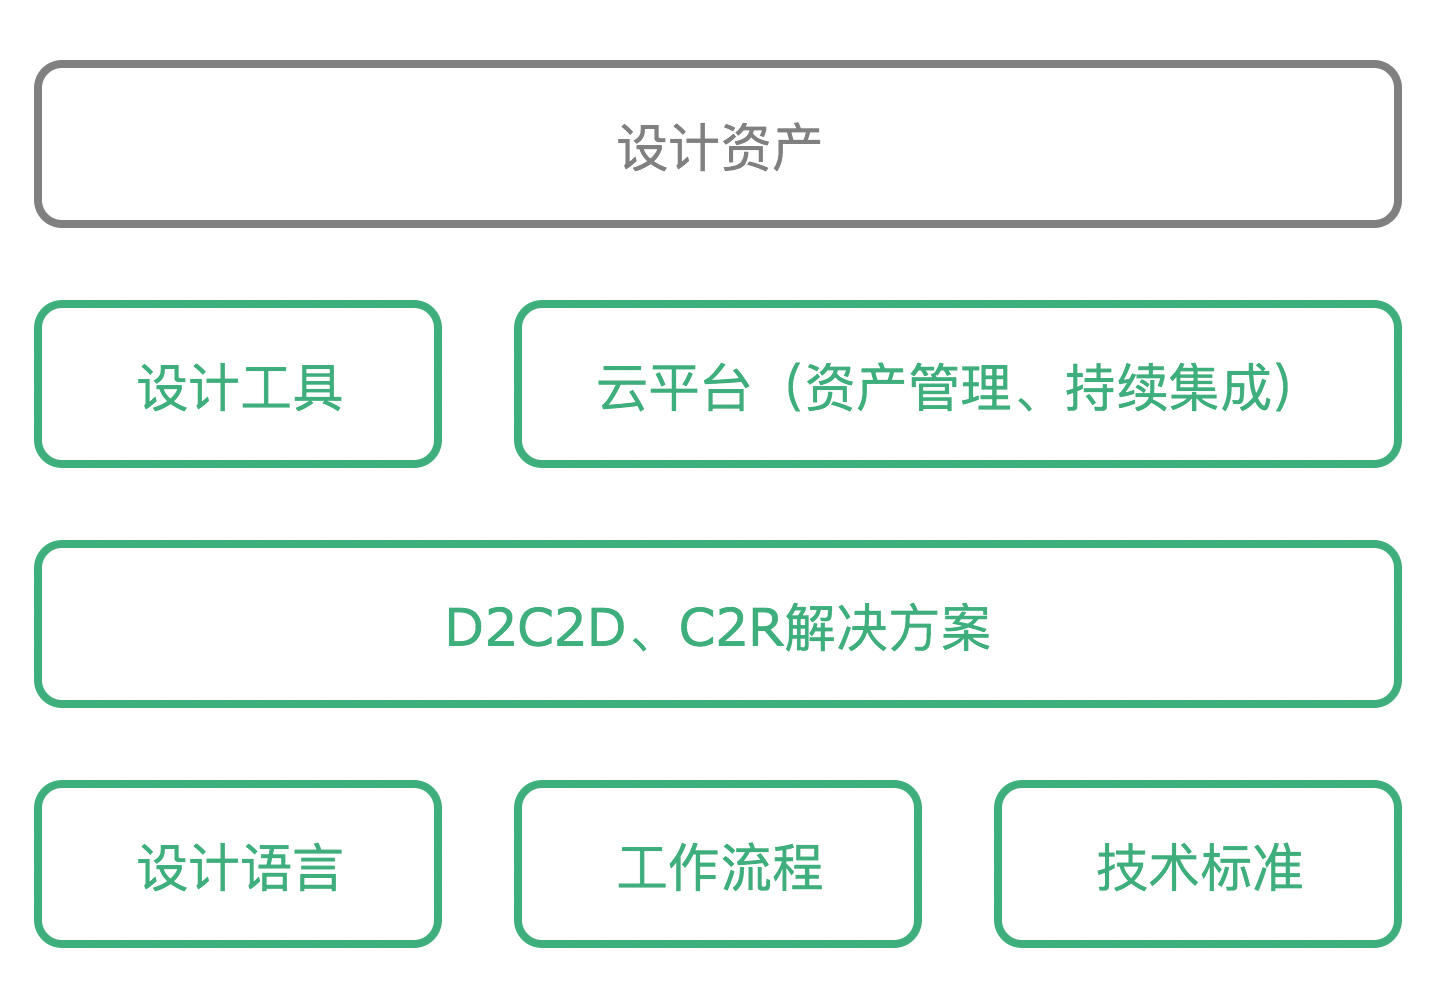 设计资产
设计工具
云平台（资产管理、持续集成）
D2C2D、C2R解决方案
设计语言
工作流程
技术标准